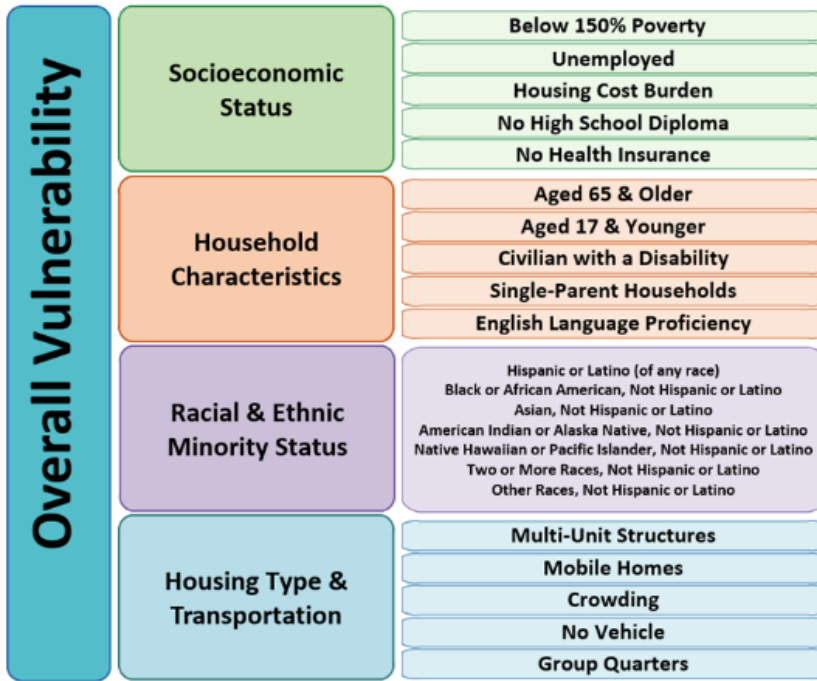 Overall Vulnerability
Socioeconomic
Status
Below 150% Poverty
Unemployed
Housing Cost Burden
No High School Diploma
No Health Insurance
Household
Characteristics
Aged 65 & Older
Aged 17 & Younger
Civilian with a Disability
Single-Parent Households
English Language Proficiency
Racial & Ethnic
Minority Status
Hispanic or Latino (of any race)
Black or African American, Not Hispanic or Latino
Asian, Not Hispanic or Latino
American Indian or Alaska Native, Not Hispanic or Latino
Native Hawaiian or Pacific Islander, Not Hispanic or Latino
Two or More Races, Not Hispanic or Latino
Other Races, Not Hispanic or Latino
Housing Type &
Transportation
Multi-Unit Structures
Mobile Homes
Crowding
No Vehicle
Group Quarters